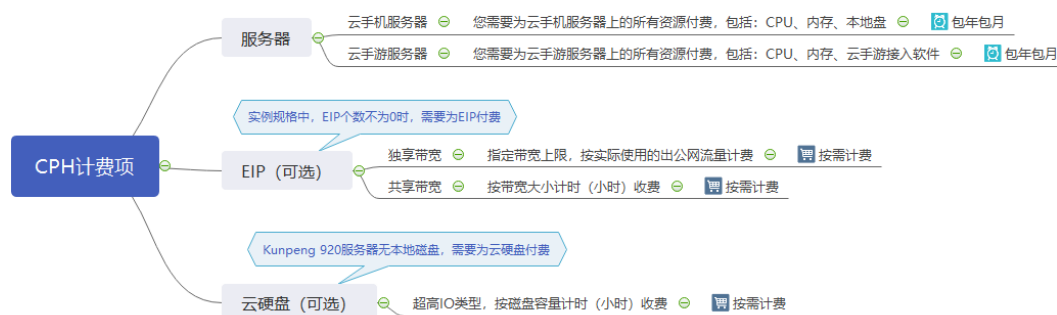 CPH计费项
服务器
云手机服务器 您需要为云手机服务器上的所有资源付费，包括：CPU、内存、本地盘 包年包月
云手游服务器 您需要为云手游服务器上的所有资源付费，包括：CPU、内存、云手游接入软件 包年包月
实例规格中，EIP个数不为0时，需要为EIP付费
EIP（可选）
独享带宽 指定带宽上限，按实际使用的出公网流量计费 按需计费
共享带宽 按带宽大小计时（小时）收费 按需计费
Kunpeng 920服务器无本地磁盘，需要为云硬盘付费
云硬盘（可选）
超高IO类型，按磁盘容量计时（小时）收费 按需计费